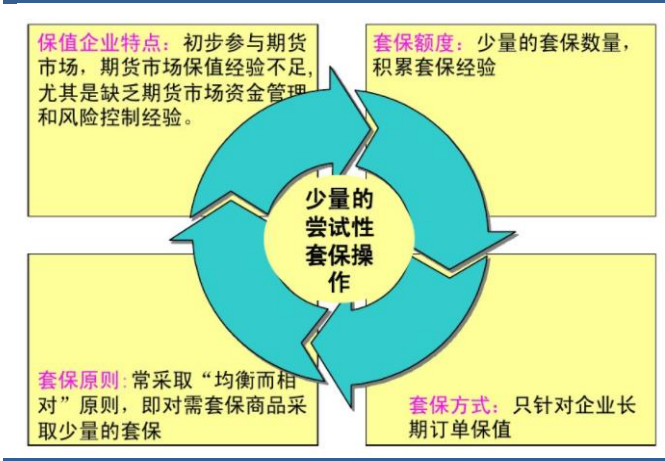 保值企业特点：初步参与期货
市场，期货市场保值经验不足,
尤其是缺乏期货市场资金管理
和风险控制经验。
套保额度：少量的套保数量，
积累套保经验
少量的
尝试性
套保操
作
套保原则:常采取“均衡而相
对”原则，即对需套保商品采
取少量的套保
套保方式：只针对企业长
期订单保值